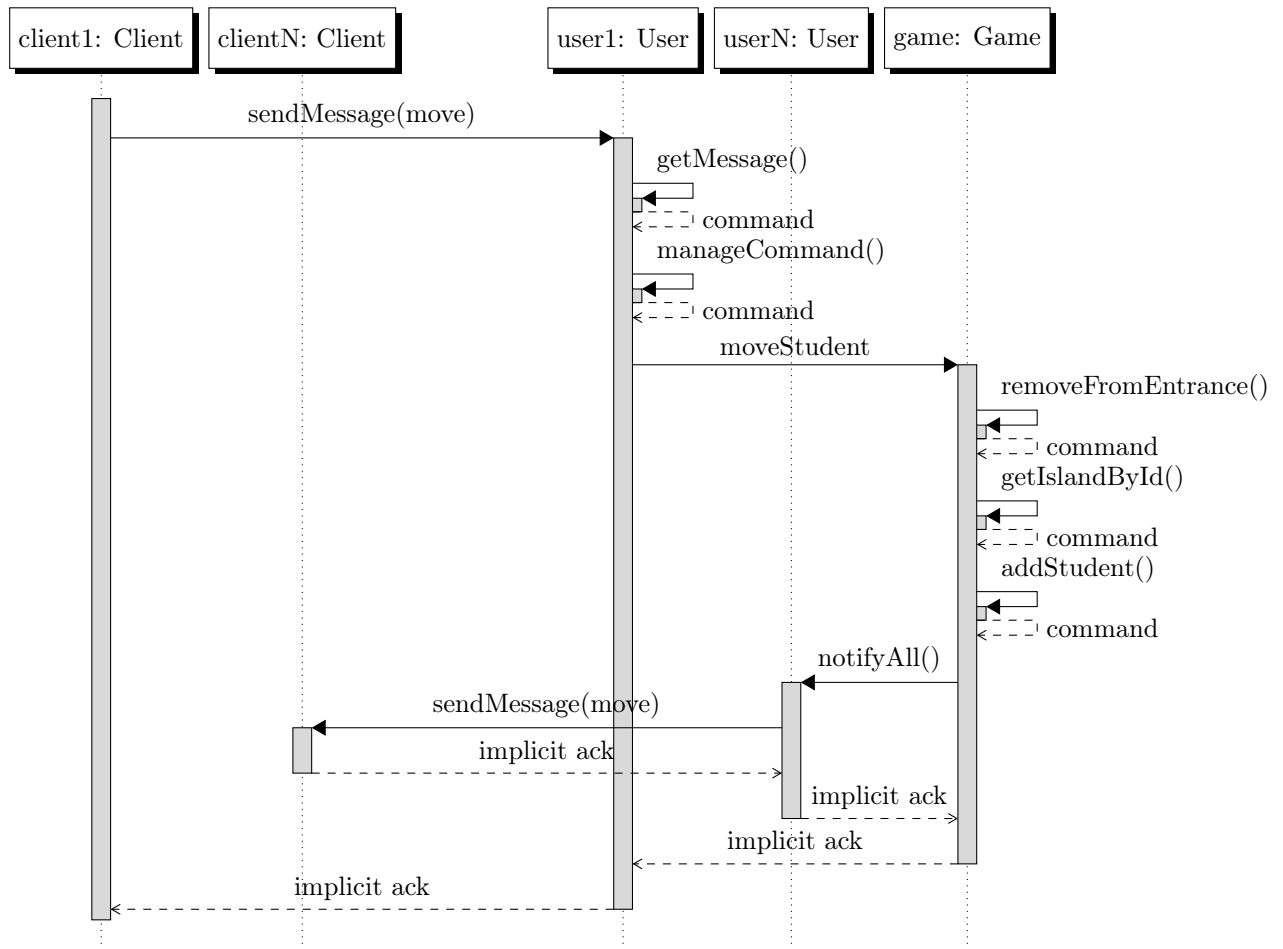 client1: Client
clientN: Client
user1: User
userN: User
game: Game
sendMessage(move)
getMessage()
command
manageCommand()
command
moveStudent
removeFromEntrance()
command
getIslandById()
command
addStudent()
command
notifyAll()
sendMessage(move)
implicit ack
implicit ack
implicit ack
implicit ack